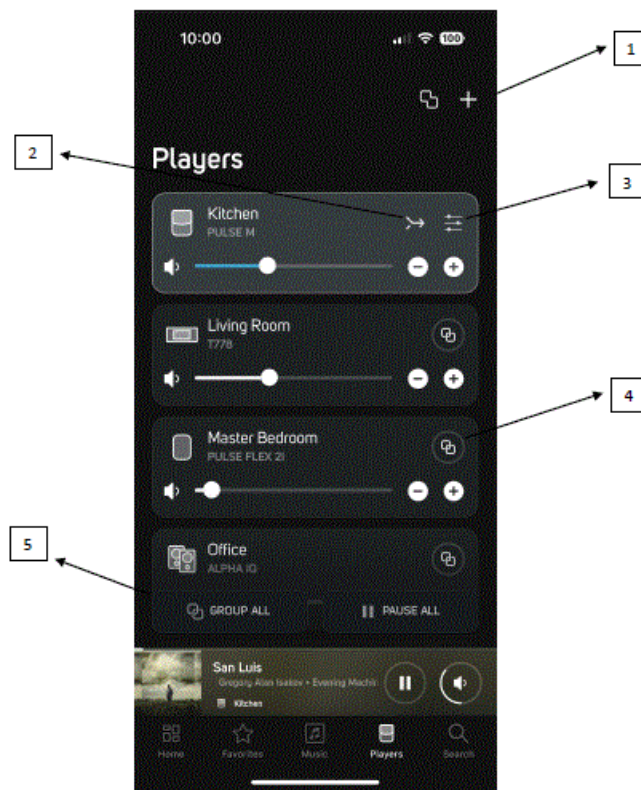 10:00
100
1
2
Players
3
Kitchen
PULSE M
Living Room
T778
4
Master Bedroom
PULSE FLEX 2I
5
Office
ALPHA IQ
GROUP ALL
PAUSE ALL
San Luis
Gregory Alan Isakov • Evening Machin
Kitchen
Home
Favorites
Music
Players
Search